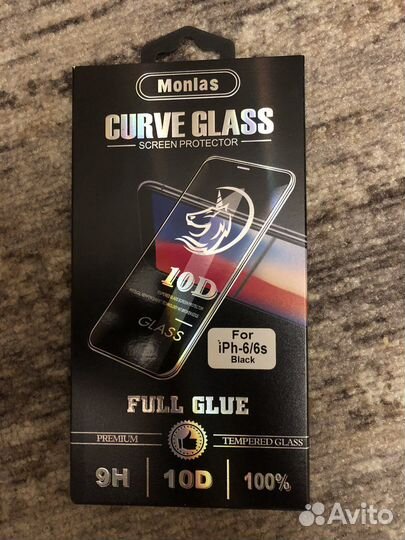 Monlas
CURVE GLASS
SCREEN PROTECTOR
10D
GLASS
For
iPh-6/6s
Black
FULL GLUE
PREMIUM
TEMPERED GLASS
9H
10D
100%
Avito